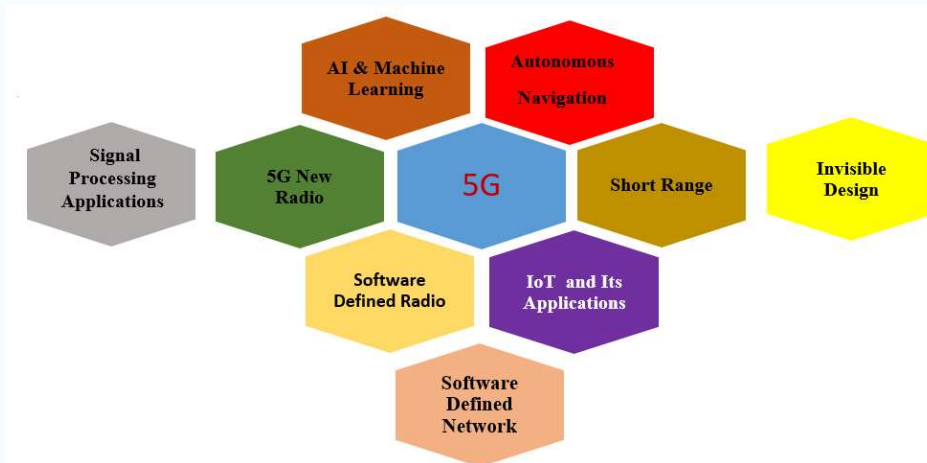 AI & Machine
Learning
Autonomous
Navigation
Signal
Processing
Applications
5G New
Radio
5G
Short Range
Invisible
Design
Software
Defined Radio
IoT and Its
Applications
Software
Defined
Network